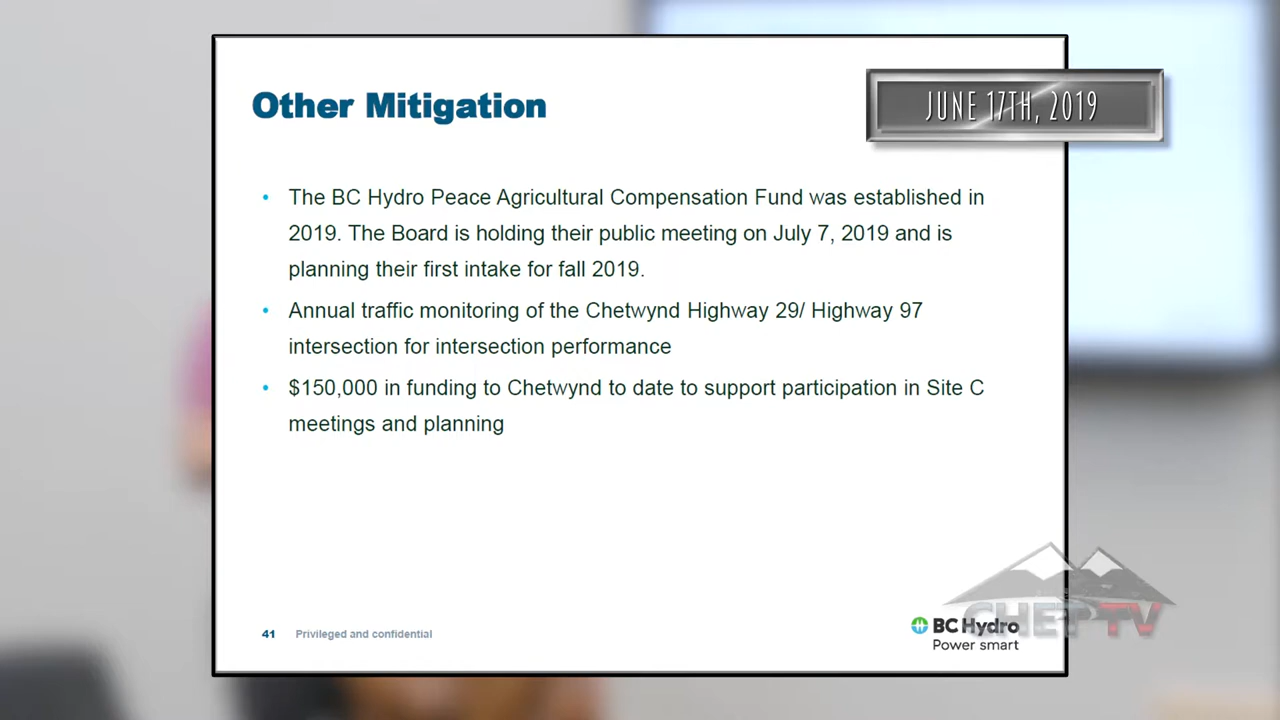 Other Mitigation
JUNE 17TH, 2019
• The BC Hydro Peace Agricultural Compensation Fund was established in
2019. The Board is holding their public meeting on July 7, 2019 and is
planning their first intake for fall 2019.
• Annual traffic monitoring of the Chetwynd Highway 29/ Highway 97
intersection for intersection performance
• $150,000 in funding to Chetwynd to date to support participation in Site C
meetings and planning
41 Privileged and confidential
BC Hydro
Power smart
CHET TV